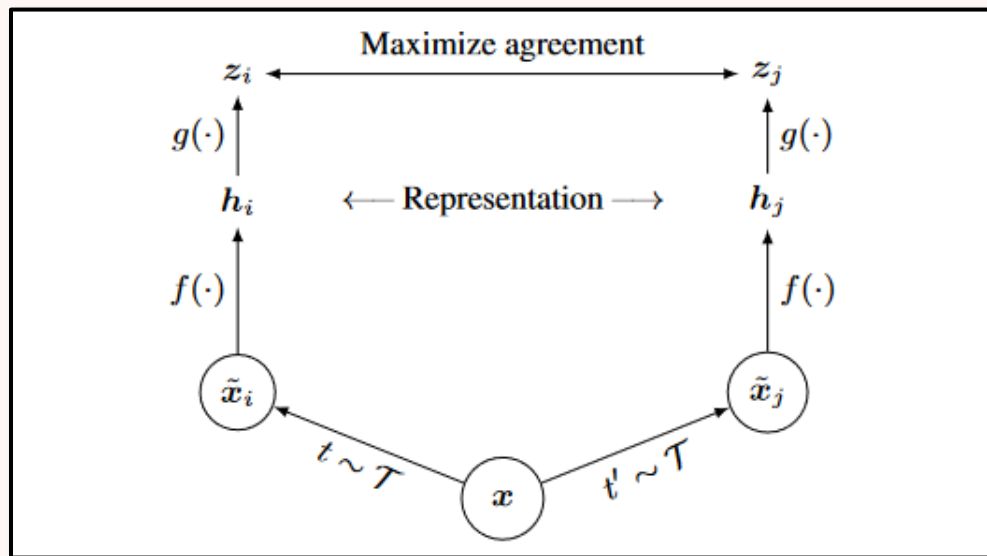 Maximize agreement
z_i z_j
g(·) g(·)
h_i ⟵ Representation ⟶ h_j
f(·) f(·)
x̃_i x̃_j
t ∼ 𝒯 t' ∼ 𝒯
x